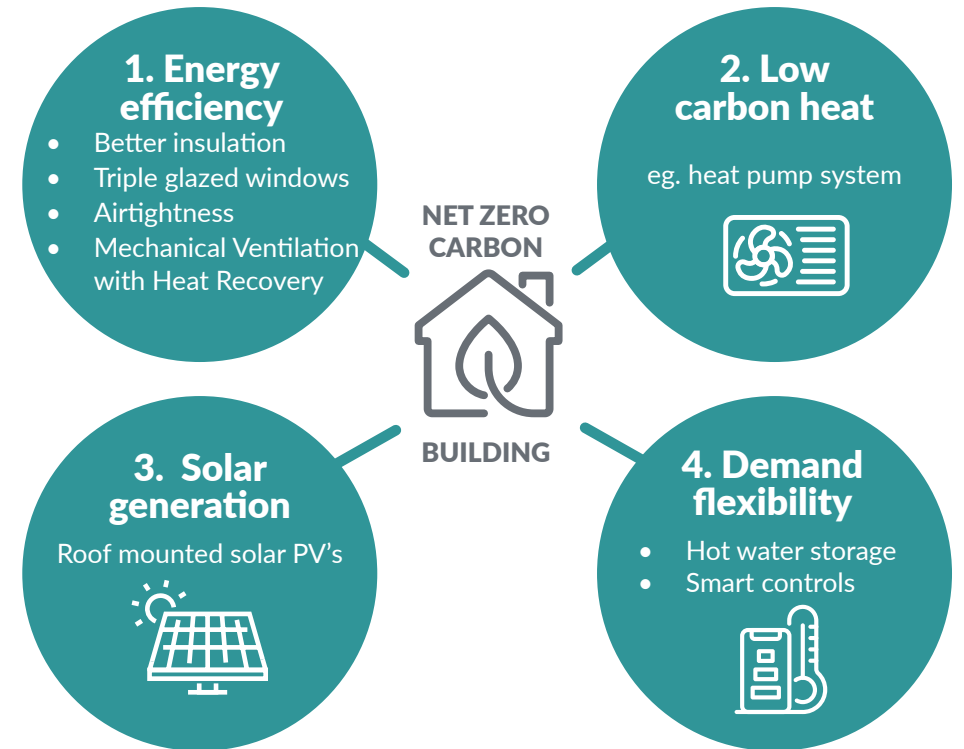 1. Energy
efficiency
• Better insulation
• Triple glazed windows
• Airtightness
• Mechanical Ventilation
with Heat Recovery
2. Low
carbon heat
eg. heat pump system
NET ZERO
CARBON
BUILDING
3. Solar
generation
Roof mounted solar PV’s
4. Demand
flexibility
• Hot water storage
• Smart controls